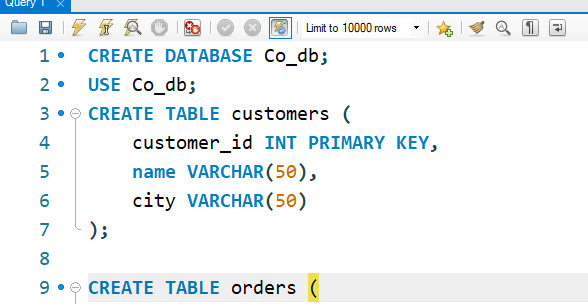 Query 1
Limit to 10000 rows
1 CREATE DATABASE Co_db;
2 USE Co_db;
3 CREATE TABLE customers (
4 customer_id INT PRIMARY KEY,
5 name VARCHAR(50),
6 city VARCHAR(50)
7 );
8
9 CREATE TABLE orders (